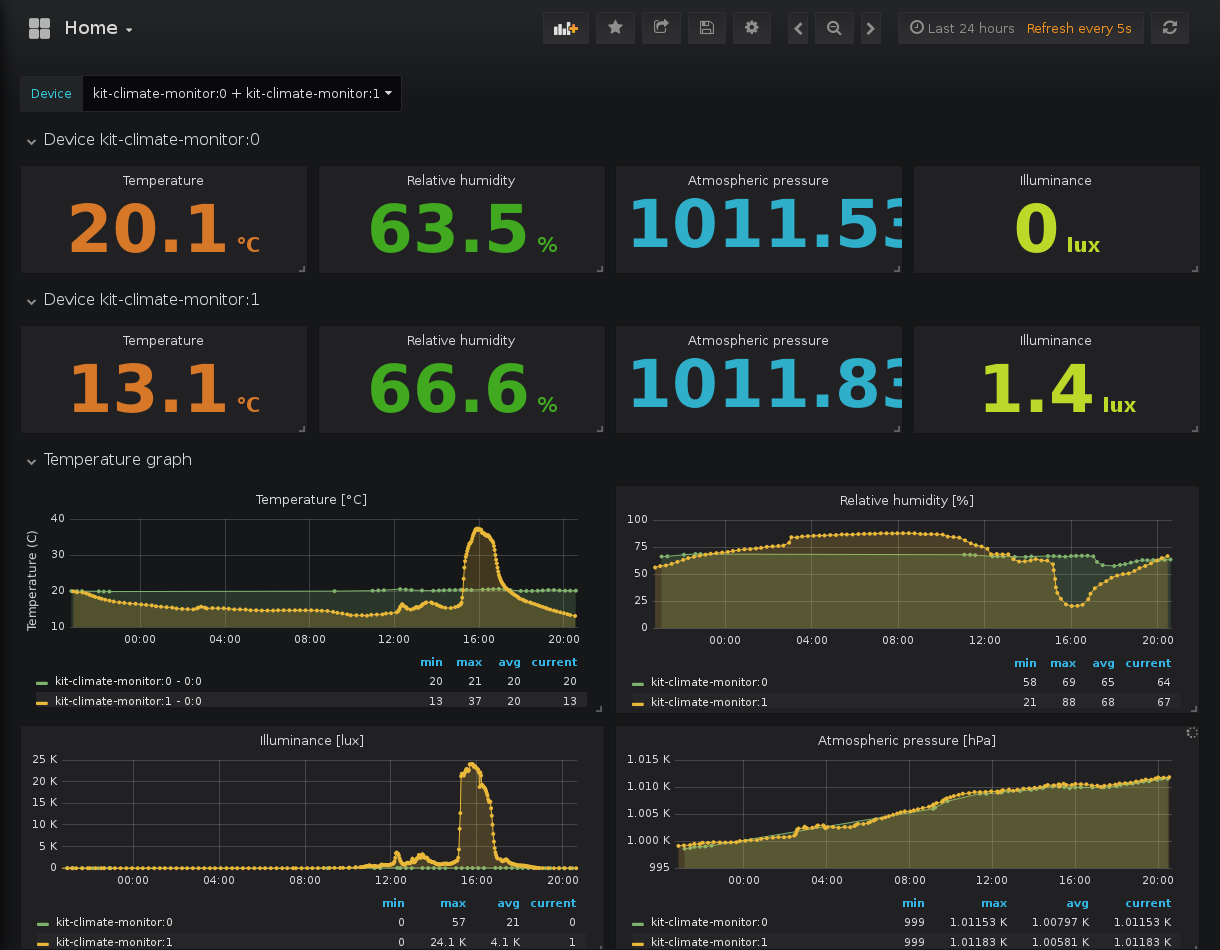 Home
Last 24 hours Refresh every 5s
Device kit-climate-monitor:0 + kit-climate-monitor:1
Device kit-climate-monitor:0
Temperature Relative humidity Atmospheric pressure Illuminance
20.1 °C 63.5 % 1011.53 0 lux
Device kit-climate-monitor:1
Temperature Relative humidity Atmospheric pressure Illuminance
13.1 °C 66.6 % 1011.83 1.4 lux
Temperature graph
Temperature [°C]
Temperature (C)
40
30
20
10
00:00 04:00 08:00 12:00 16:00 20:00
min max avg current
kit-climate-monitor:0 - 0:0 20 21 20 20
kit-climate-monitor:1 - 0:0 13 37 20 13
Relative humidity [%]
100
75
50
25
0
00:00 04:00 08:00 12:00 16:00 20:00
min max avg current
kit-climate-monitor:0 58 69 65 64
kit-climate-monitor:1 21 88 68 67
Illuminance [lux]
25 K
20 K
15 K
10 K
5 K
0
00:00 04:00 08:00 12:00 16:00 20:00
min max avg current
kit-climate-monitor:0 0 57 21 0
kit-climate-monitor:1 0 24.1 K 4.1 K 1
Atmospheric pressure [hPa]
1.015 K
1.010 K
1.005 K
1.000 K
995
00:00 04:00 08:00 12:00 16:00 20:00
min max avg current
kit-climate-monitor:0 999 1.01153 K 1.00797 K 1.01153 K
kit-climate-monitor:1 999 1.01183 K 1.00581 K 1.01183 K